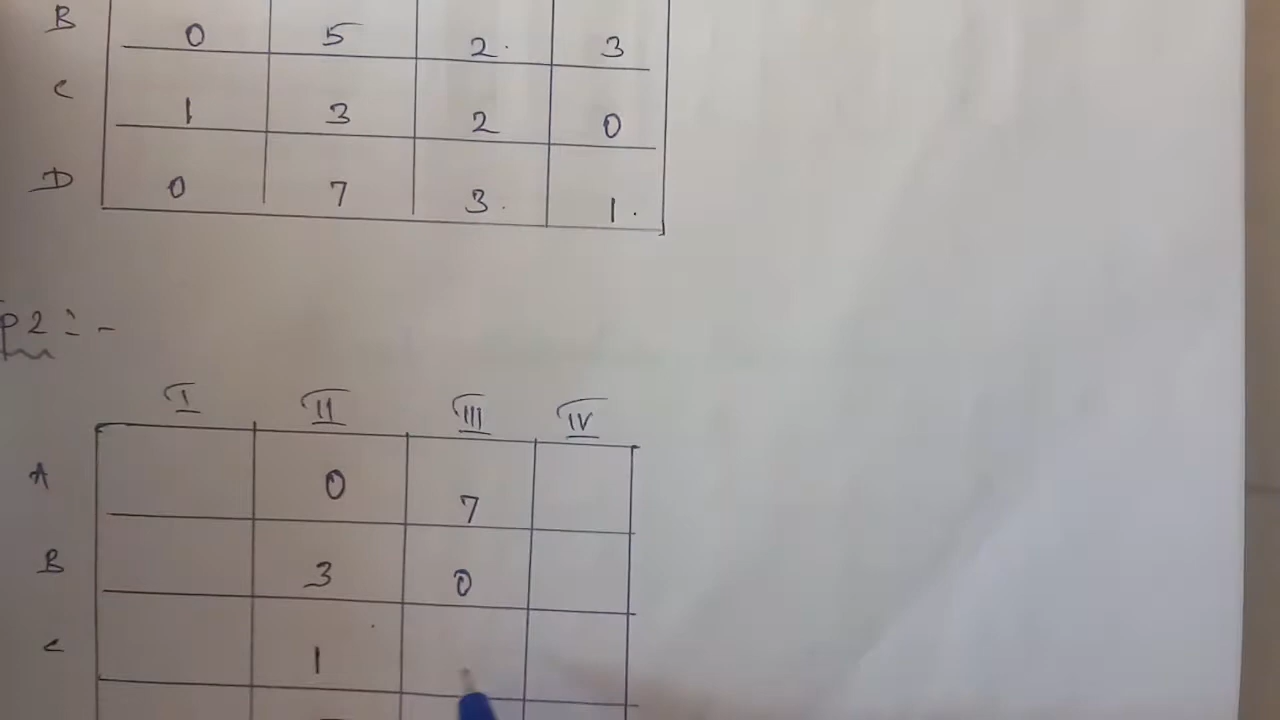 B 0 5 2. 3
C 1 3 2 0
D 0 7 3. 1.
p2:-
I II III IV
A 0 7
B 3 0
C 1